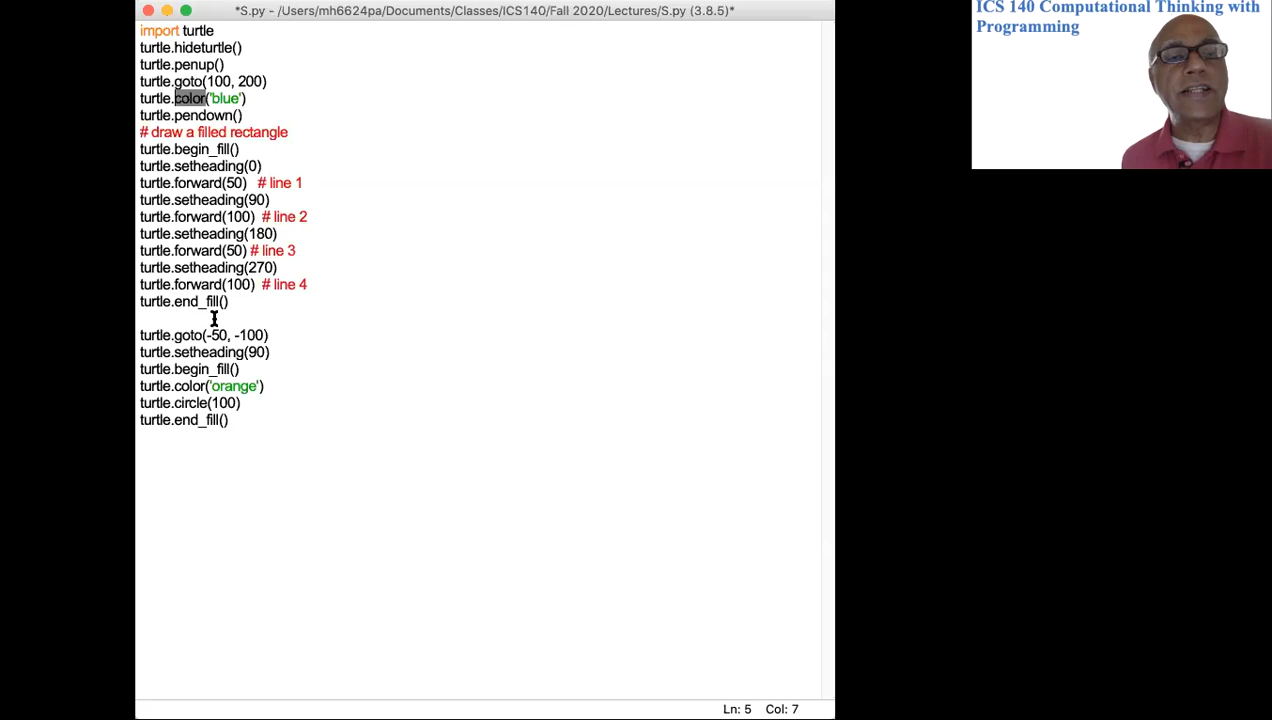 *S.py - /Users/mh6624pa/Documents/Classes/ICS140/Fall 2020/Lectures/S.py (3.8.5)*
import turtle
turtle.hideturtle()
turtle.penup()
turtle.goto(100, 200)
turtle.color('blue')
turtle.pendown()
# draw a filled rectangle
turtle.begin_fill()
turtle.setheading(0)
turtle.forward(50)   # line 1
turtle.setheading(90)
turtle.forward(100)  # line 2
turtle.setheading(180)
turtle.forward(50) # line 3
turtle.setheading(270)
turtle.forward(100)  # line 4
turtle.end_fill()
turtle.goto(-50, -100)
turtle.setheading(90)
turtle.begin_fill()
turtle.color('orange')
turtle.circle(100)
turtle.end_fill()
Ln: 5   Col: 7
ICS 140 Computational Thinking with
Programming